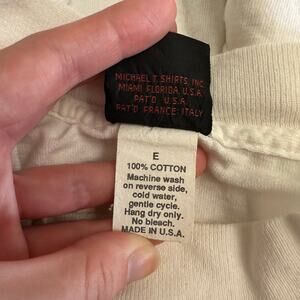 MICHAEL T. SHIRTS, INC.
MIAMI FLORIDA, U.S.A.
PAT'D U.S.A.
PAT'D FRANCE: ITALY
E
100% COTTON
Machine wash
on reverse side,
cold water,
gentle cycle.
Hang dry only.
No bleach.
MADE IN U.S.A.